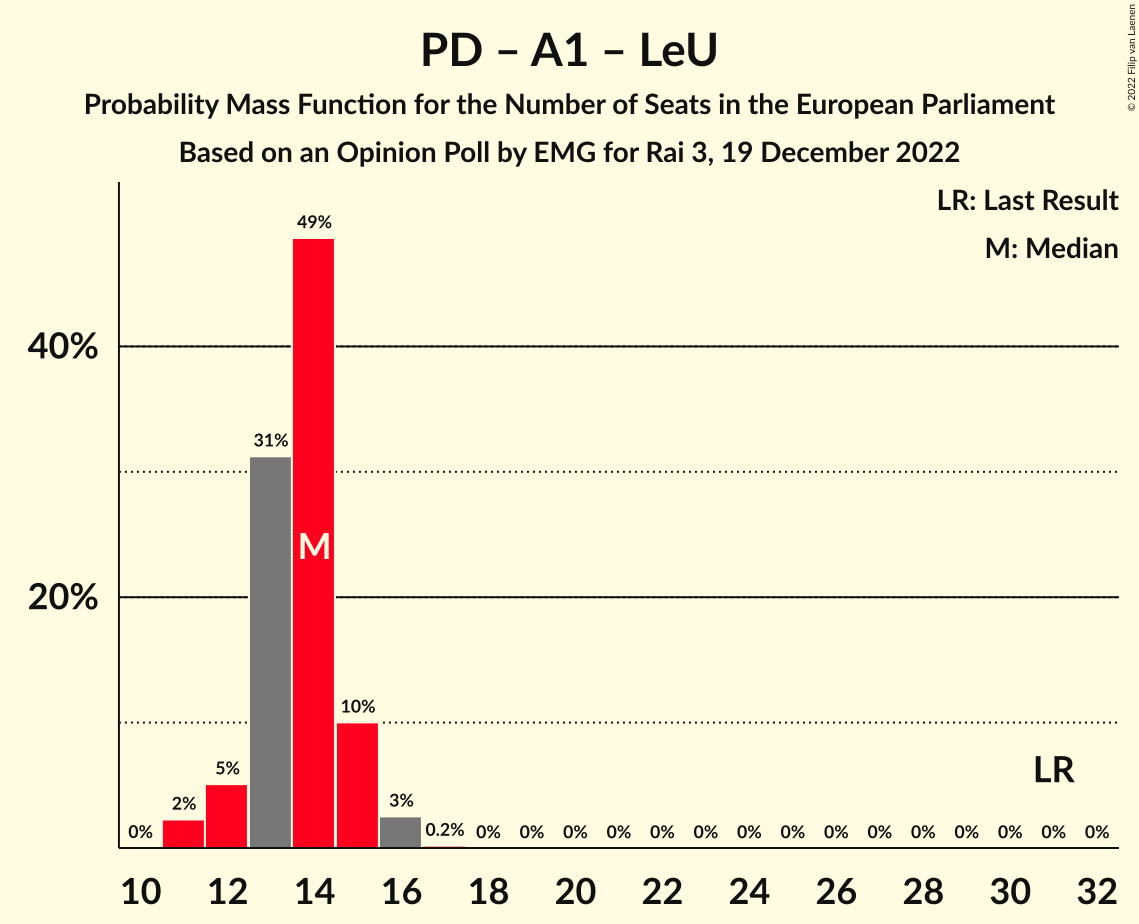 PD – A1 – LeU
Probability Mass Function for the Number of Seats in the European Parliament
Based on an Opinion Poll by EMG for Rai 3, 19 December 2022
© 2022 Filip van Laenen
LR: Last Result
M: Median
49%
40%
31%
M
20%
10%
LR
5%
2%
3%
0% 0.2% 0% 0% 0% 0% 0% 0% 0% 0% 0% 0% 0% 0% 0% 0% 0%
10 12 14 16 18 20 22 24 26 28 30 32